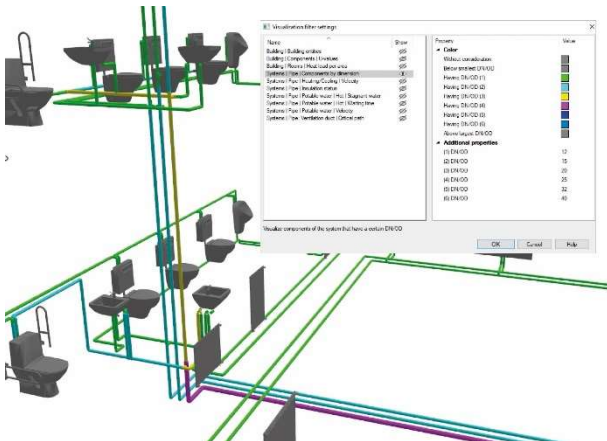 Visualization filter settings
Name Show
Building | Building entities
Building | Components | U-values
Building | Rooms | Heat load per area
Systems | Pipe | Components by dimension
Systems | Pipe | Heating/Cooling | Velocity
Systems | Pipe | Insulation status
Systems | Pipe | Potable water | Hot | Stagnant water
Systems | Pipe | Potable water | Hot | Waiting time
Systems | Pipe | Potable water | Velocity
Systems | Pipe | Ventilation duct | Critical path
Property Value
Color
Without consideration
Below smallest DN/OD
Having DN/OD (1)
Having DN/OD (2)
Having DN/OD (3)
Having DN/OD (4)
Having DN/OD (5)
Having DN/OD (6)
Above largest DN/OD
Additional properties
(1) DN/OD 12
(2) DN/OD 15
(3) DN/OD 20
(4) DN/OD 25
(5) DN/OD 32
(6) DN/OD 40
Visualize components of the system that have a certain DN/OD
OK Cancel Help